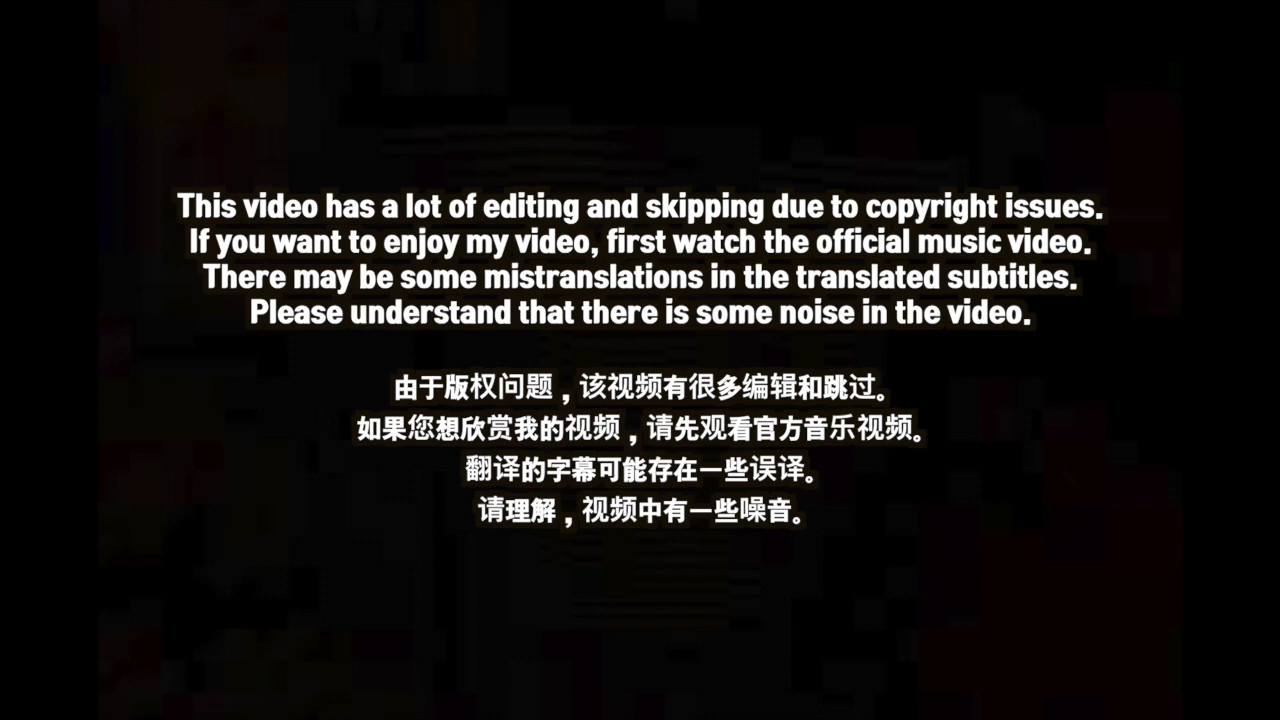 This video has a lot of editing and skipping due to copyright issues.
If you want to enjoy my video, first watch the official music video.
There may be some mistranslations in the translated subtitles.
Please understand that there is some noise in the video.
由于版权问题，该视频有很多编辑和跳过。
如果您想欣赏我的视频，请先观看官方音乐视频。
翻译的字幕可能存在一些误译。
请理解，视频中有一些噪音。